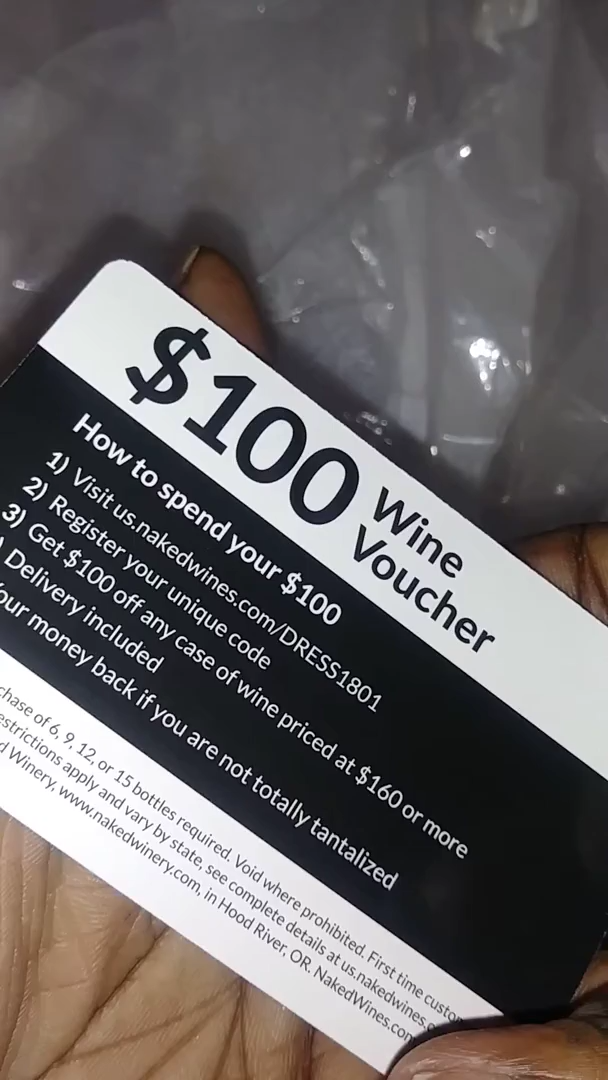 $100 Wine Voucher
How to spend your $100
1) Visit us.nakedwines.com/DRESS1801
2) Register your unique code
3) Get $100 off any case of wine priced at $160 or more
) Delivery included
our money back if you are not totally tantalized
chase of 6, 9, 12, or 15 bottles required. Void where prohibited. First time custo
estrictions apply and vary by state, see complete details at us.nakedwines.
d Winery, www.nakedwinery.com, in Hood River, OR. NakedWines.com